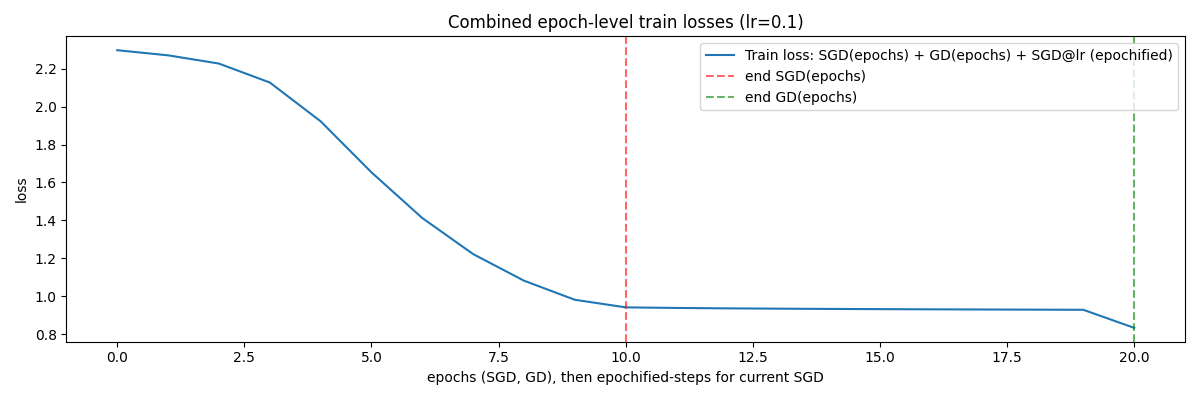 Combined epoch-level train losses (lr=0.1)
Train loss: SGD(epochs) + GD(epochs) + SGD@lr (epochified)
end SGD(epochs)
end GD(epochs)
loss
2.2
2.0
1.8
1.6
1.4
1.2
1.0
0.8
0.0 2.5 5.0 7.5 10.0 12.5 15.0 17.5 20.0
epochs (SGD, GD), then epochified-steps for current SGD